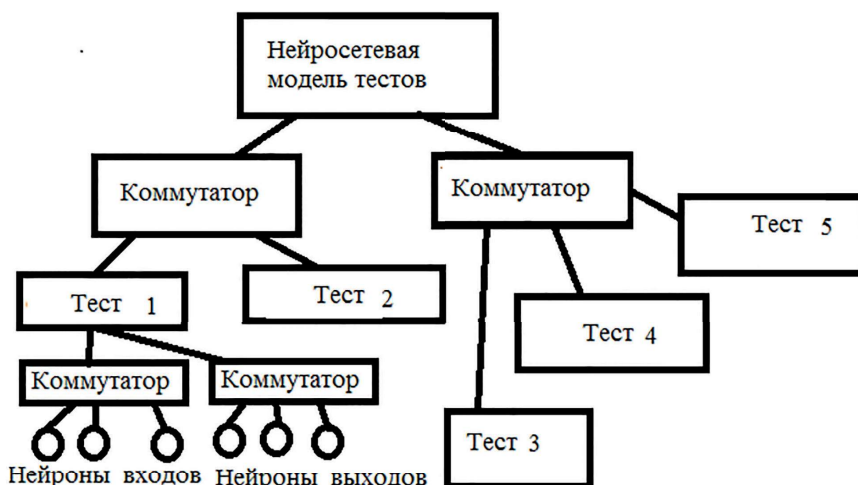 Нейросетевая
модель тестов
Коммутатор
Коммутатор
Тест 5
Тест 1
Тест 2
Тест 4
Коммутатор
Коммутатор
Тест 3
Нейроны входов
Нейроны выходов